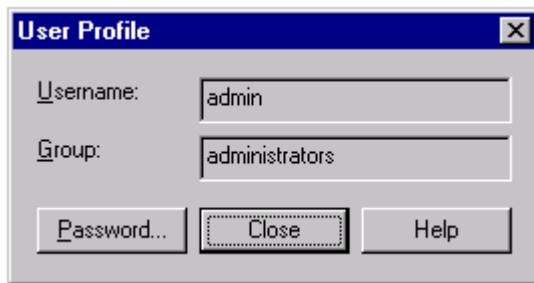 User Profile
Username:
admin
Group:
administrators
Password...
Close
Help